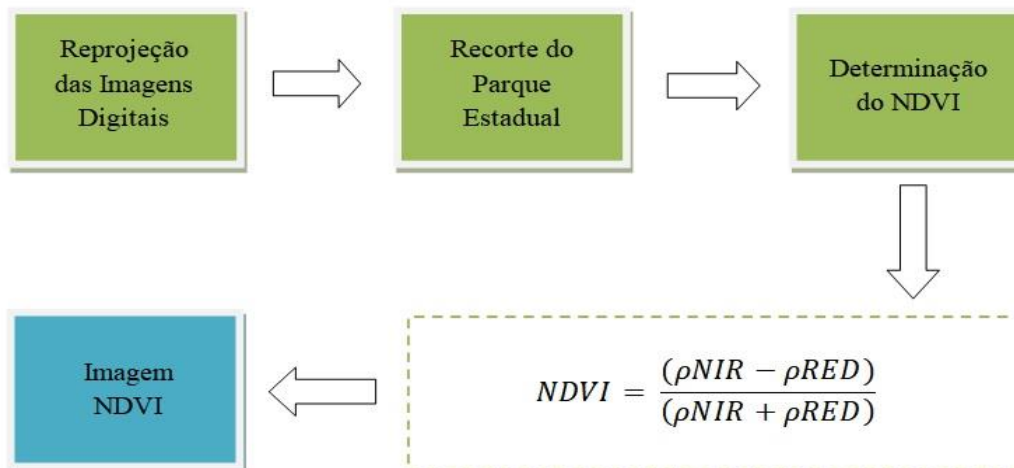 Reprojeção
das Imagens
Digitais
Recorte do
Parque
Estadual
Determinação
do NDVI
NDVI = (ρNIR − ρRED) / (ρNIR + ρRED)
Imagem
NDVI